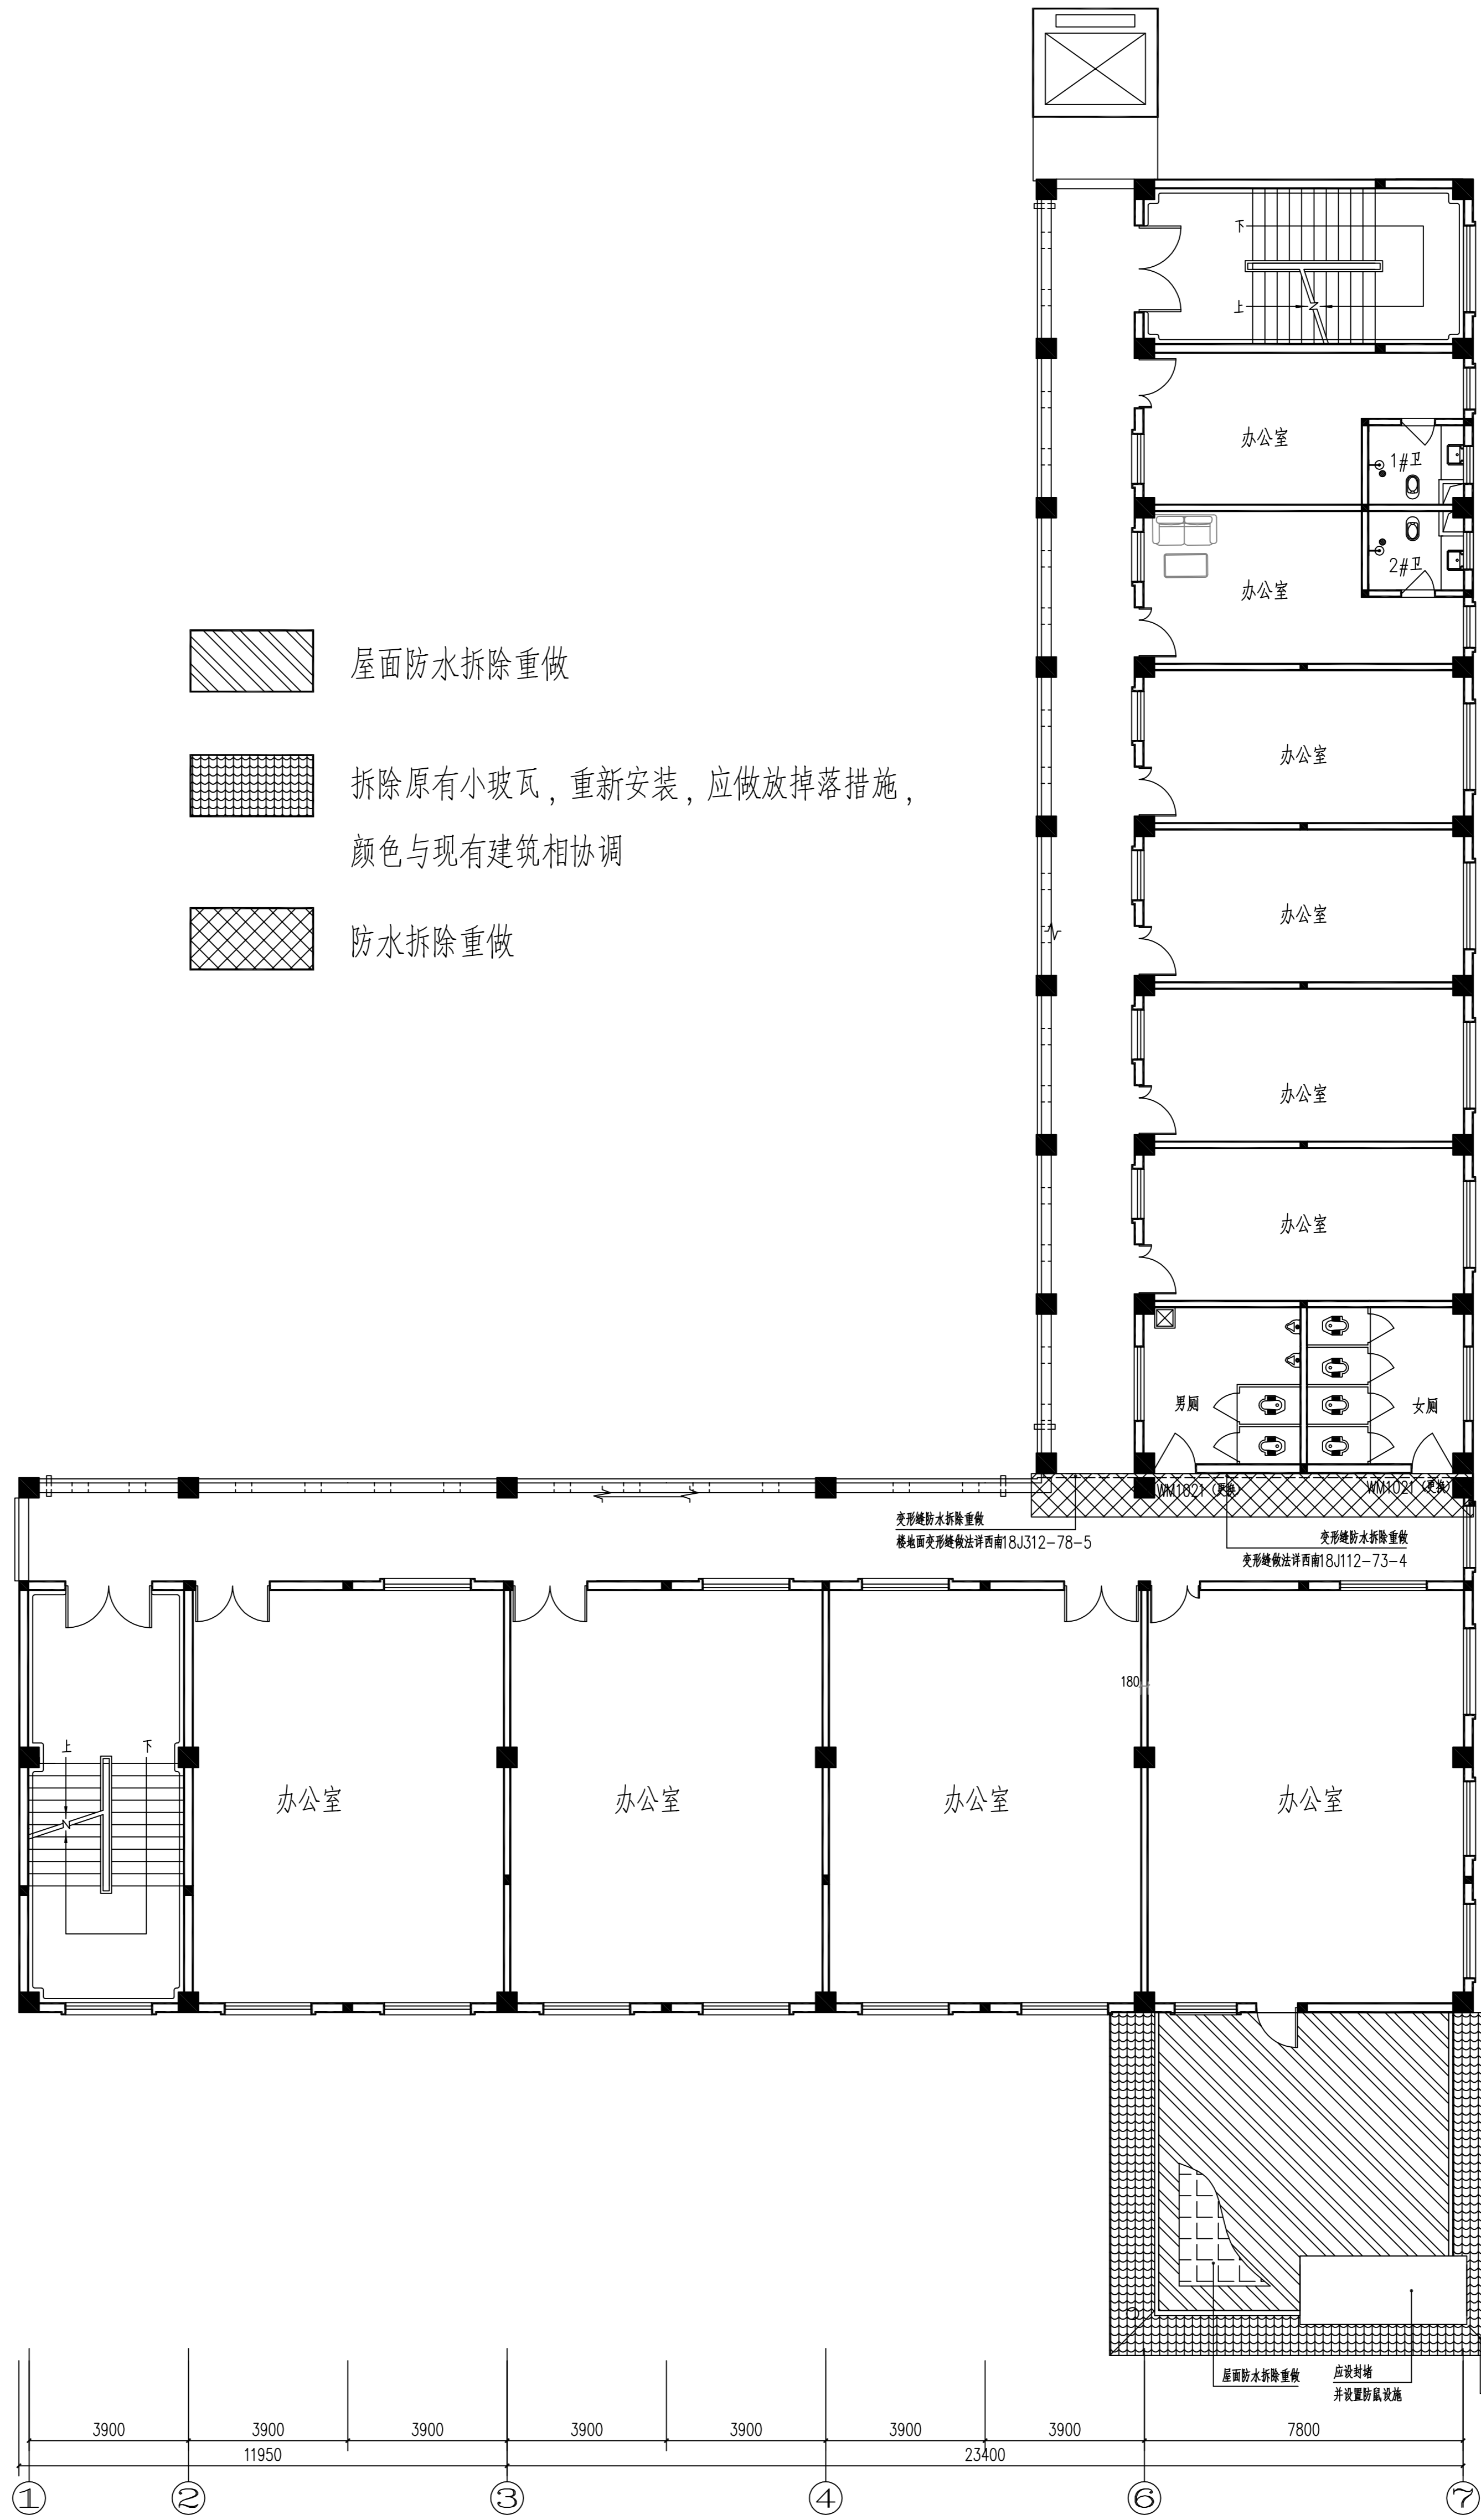 下
上
办公室
1#卫
2#卫
办公室
屋面防水拆除重做
拆除原有小玻瓦，重新安装，应做放掉落措施，
颜色与现有建筑相协调
防水拆除重做
办公室
办公室
办公室
办公室
男厕
女厕
WM1821（更换）
WM1021（更换）
变形缝防水拆除重做
楼地面变形缝做法详西南18J312-78-5
变形缝防水拆除重做
变形缝做法详西南18J112-73-4
180
上
下
办公室
办公室
办公室
办公室
屋面防水拆除重做
应设封堵
并设置防鼠设施
3900
3900
3900
3900
3900
3900
3900
7800
11950
23400
1
2
3
4
6
7